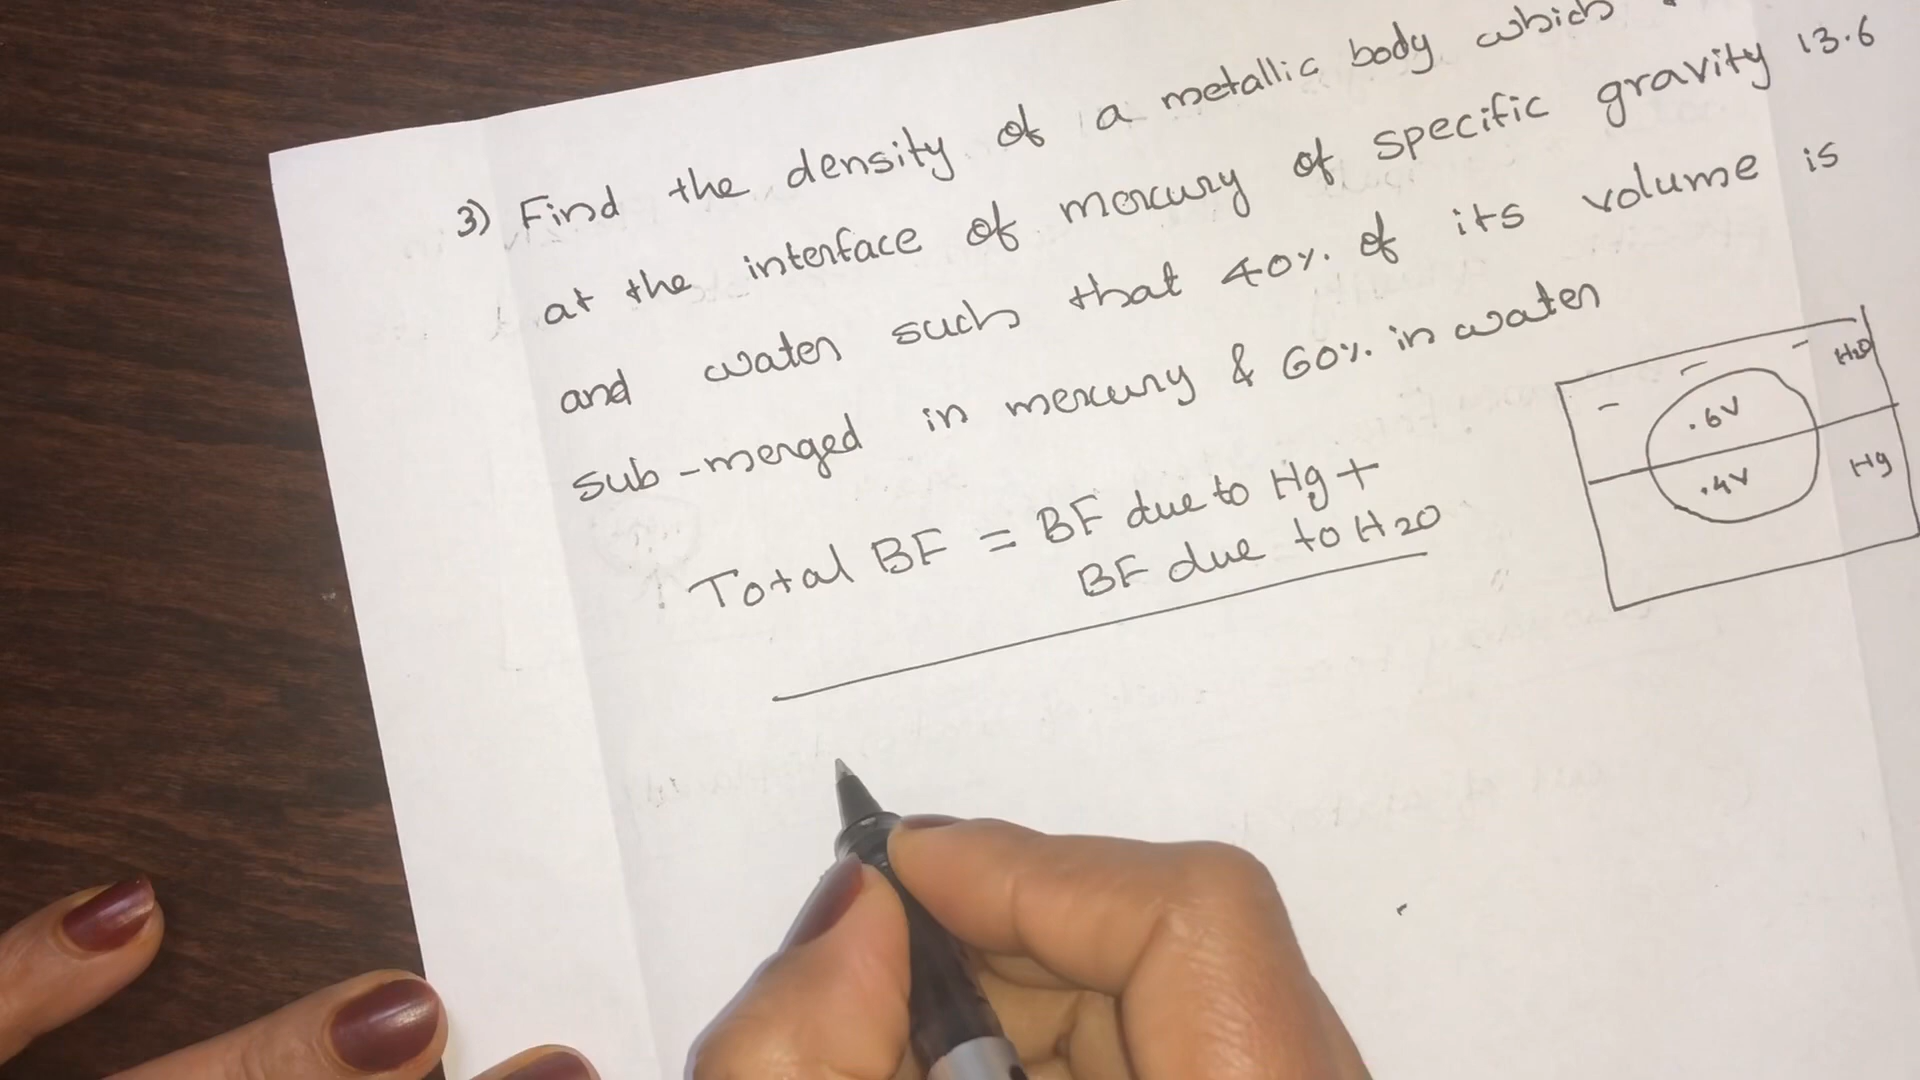 3) Find the density of a metallic body which
at the interface of mercury of specific gravity 13.6
and water such that 40% of its volume is
sub-merged in mercury & 60% in water
Total BF = BF due to Hg +
BF due to H2O
H2O
.6V
.4V
Hg